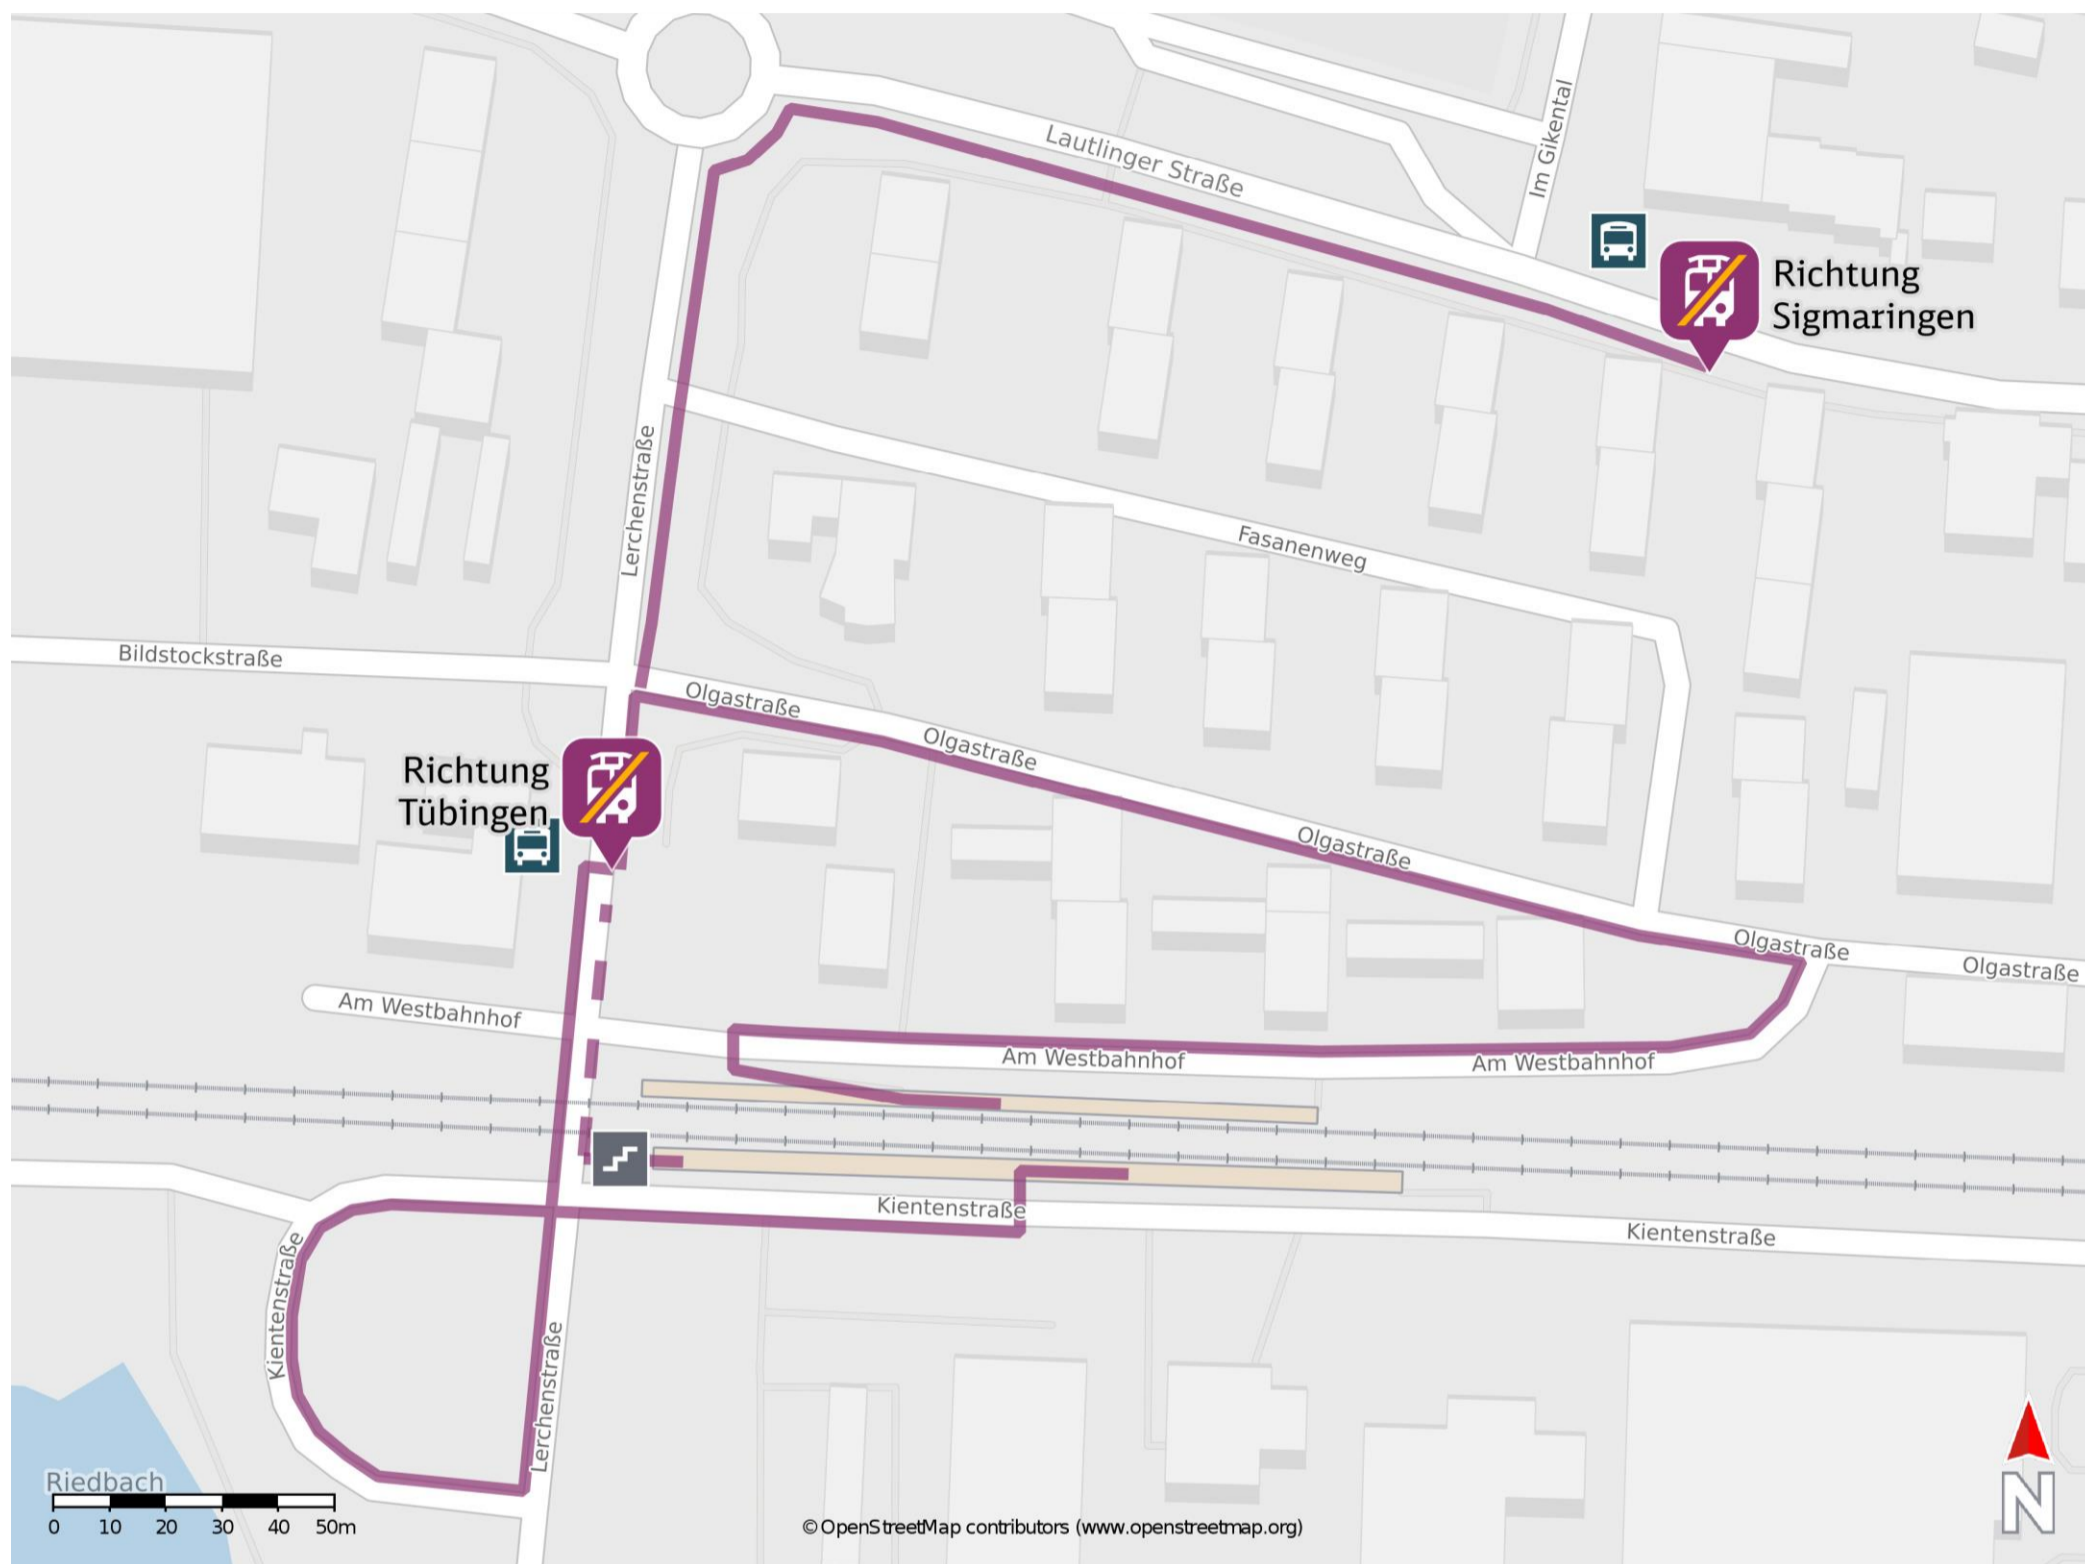 Lautlinger Straße
Im Gikental
Richtung
Sigmaringen
Lerchenstraße
Fasanenweg
Bildstockstraße
Olgastraße
Olgastraße
Richtung
Tübingen
Olgastraße
Olgastraße
Olgastraße
Am Westbahnhof
Am Westbahnhof
Am Westbahnhof
Kientenstraße
Kientenstraße
Kientenstraße
Lerchenstraße
Riedbach
0 10 20 30 40 50m
© OpenStreetMap contributors (www.openstreetmap.org)
N